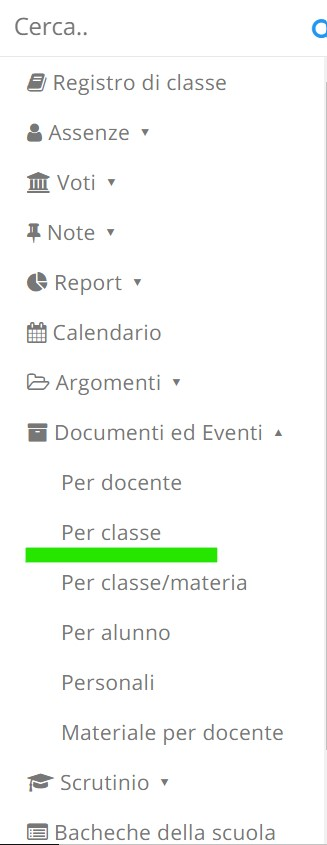 Cerca..
Registro di classe
Assenze
Voti
Note
Report
Calendario
Argomenti
Documenti ed Eventi
Per docente
Per classe
Per classe/materia
Per alunno
Personali
Materiale per docente
Scrutinio
Bacheche della scuola